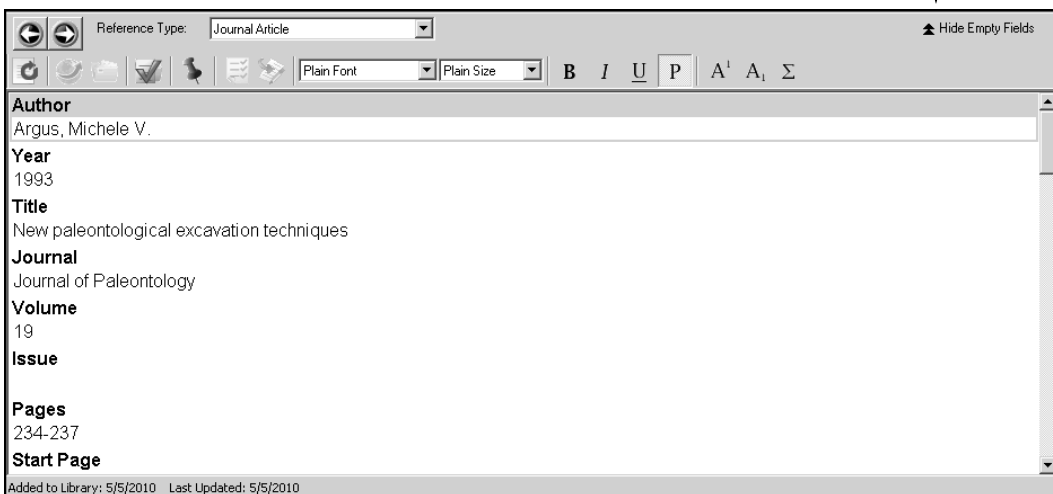 Reference Type: Journal Article Hide Empty Fields
Plain Font Plain Size B I U P A¹ A₁ Σ
Author
Argus, Michele V.
Year
1993
Title
New paleontological excavation techniques
Journal
Journal of Paleontology
Volume
19
Issue
Pages
234-237
Start Page
Added to Library: 5/5/2010 Last Updated: 5/5/2010